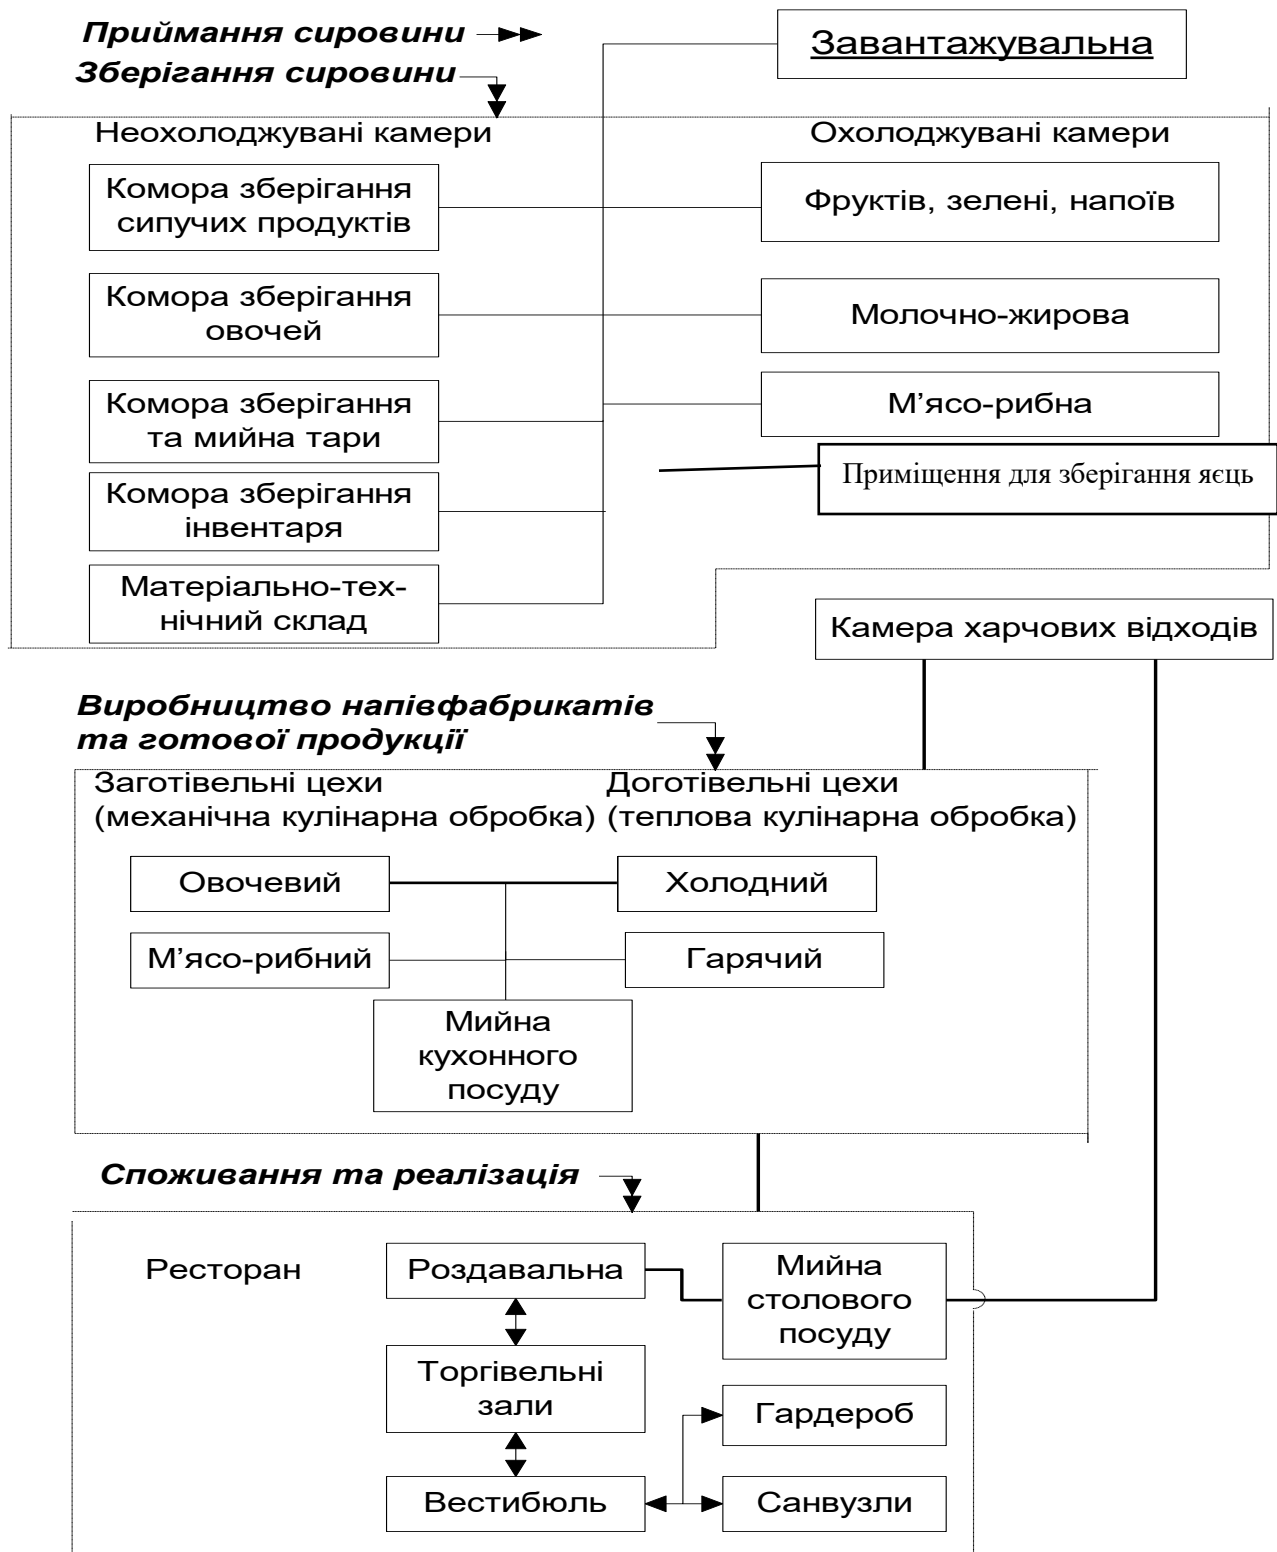 Приймання сировини
Завантажувальна
Зберігання сировини
Неохолоджувані камери
Охолоджувані камери
Комора зберігання
сипучих продуктів
Фруктів, зелені, напоїв
Комора зберігання
овочей
Молочно-жирова
Комора зберігання
та мийна тари
М’ясо-рибна
Приміщення для зберігання яєць
Комора зберігання
інвентаря
Матеріально-тех-
нічний склад
Камера харчових відходів
Виробництво напівфабрикатів
та готової продукції
Заготівельні цехи
(механічна кулінарна обробка)
Доготівельні цехи
(теплова кулінарна обробка)
Овочевий
Холодний
М’ясо-рибний
Гарячий
Мийна
кухонного
посуду
Споживання та реалізація
Ресторан
Роздавальна
Мийна
столового
посуду
Торгівельні
зали
Гардероб
Вестибюль
Санвузли